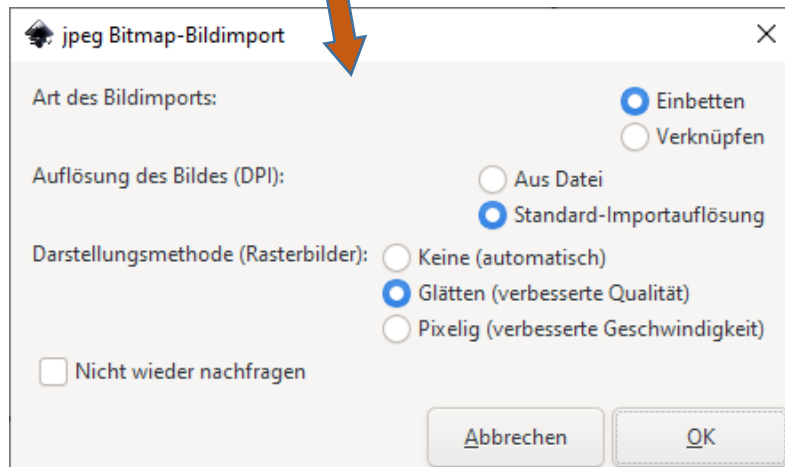 jpeg Bitmap-Bildimport
Art des Bildimports:
Einbetten
Verknüpfen
Auflösung des Bildes (DPI):
Aus Datei
Standard-Importauflösung
Darstellungsmethode (Rasterbilder):
Keine (automatisch)
Glätten (verbesserte Qualität)
Pixelig (verbesserte Geschwindigkeit)
Nicht wieder nachfragen
Abbrechen
OK